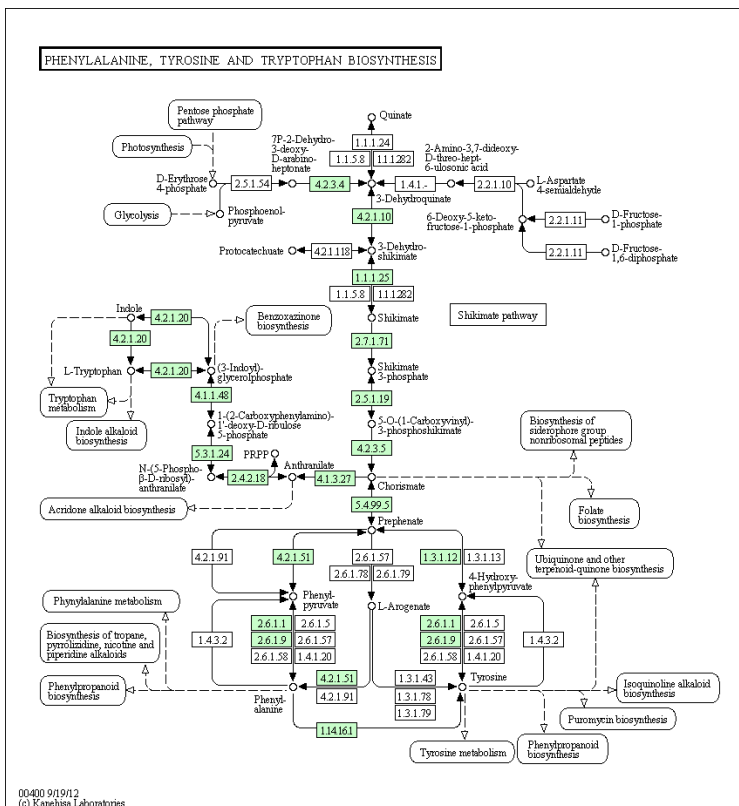 PHENYLALANINE, TYROSINE AND TRYPTOPHAN BIOSYNTHESIS
Quinate
Pentose phosphate
pathway
Photosynthesis
Glycolysis
D-Erythrose
4-phosphate
Phosphoenol-
pyruvate
2.5.1.54
7P-2-Dehydro-
3-deoxy-
D-arabino-
heptonate
4.2.3.4
1.1.1.24
1.1.5.8
1.1.1.282
2-Amino-3,7-dideoxy-
D-threo-hept-
6-ulosonic acid
1.4.1.-
2.2.1.10
L-Aspartate
4-semialdehyde
3-Dehydroquinate
6-Deoxy-5-keto-
fructose-1-phosphate
2.2.1.11
D-Fructose-
1-phosphate
2.2.1.11
D-Fructose-
1,6-diphosphate
4.2.1.10
Protocatechuate
4.2.1.118
3-Dehydro-
shikimate
1.1.1.25
1.1.5.8
1.1.1.282
Shikimate
Shikimate pathway
2.7.1.71
Shikimate
3-phosphate
2.5.1.19
5-O-(1-Carboxyvinyl)-
3-phosphoshikimate
4.2.3.5
Indole
4.2.1.20
4.2.1.20
Benzoxazinone
biosynthesis
L-Tryptophan
4.2.1.20
(3-Indoyl)-
glycerolphosphate
Tryptophan
metabolism
Indole alkaloid
biosynthesis
4.1.1.48
1-(2-Carboxyphenylamino)-
1'-deoxy-D-ribulose
5-phosphate
5.3.1.24
PRPP
N-(5-Phospho-
β-D-ribosyl)-
anthranilate
2.4.2.18
Anthranilate
4.1.3.27
Chorismate
Acridone alkaloid biosynthesis
Biosynthesis of
siderophore group
nonribosomal peptides
Folate
biosynthesis
Ubiquinone and other
terpenoid-quinone biosynthesis
5.4.99.5
Prephenate
4.2.1.91
4.2.1.51
2.6.1.57
2.6.1.78
2.6.1.79
1.3.1.12
1.3.1.13
Phenyl-
pyruvate
L-Arogenate
4-Hydroxy-
phenylpyruvate
Phynylalanine metabolism
Biosynthesis of tropane,
pyrrolizidine, nicotine and
piperidine alkaloids
Phenylpropanoid
biosynthesis
1.4.3.2
2.6.1.1
2.6.1.5
2.6.1.9
2.6.1.57
2.6.1.58
1.4.1.20
2.6.1.1
2.6.1.5
2.6.1.9
2.6.1.57
2.6.1.58
1.4.1.20
1.4.3.2
Phenyl-
alanine
4.2.1.51
4.2.1.91
1.3.1.43
1.3.1.78
1.3.1.79
Tyrosine
1.14.16.1
Isoquinoline alkaloid
biosynthesis
Puromycin biosynthesis
Phenylpropanoid
biosynthesis
Tyrosine metabolism
00400 9/19/12
(c) Kanehisa Laboratories